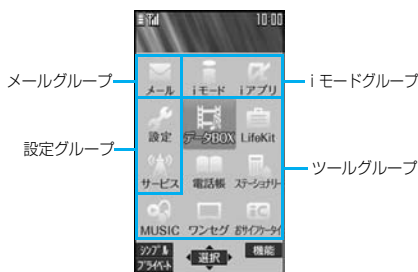 10:00
メールグループ
iモードグループ
メール iモード iアプリ
設定 データBOX LifeKit
設定グループ
ツールグループ
サービス 電話帳 ステーショナリー
MUSIC ワンセグ おサイフケータイ
シンプル 選択 機能
プライベート